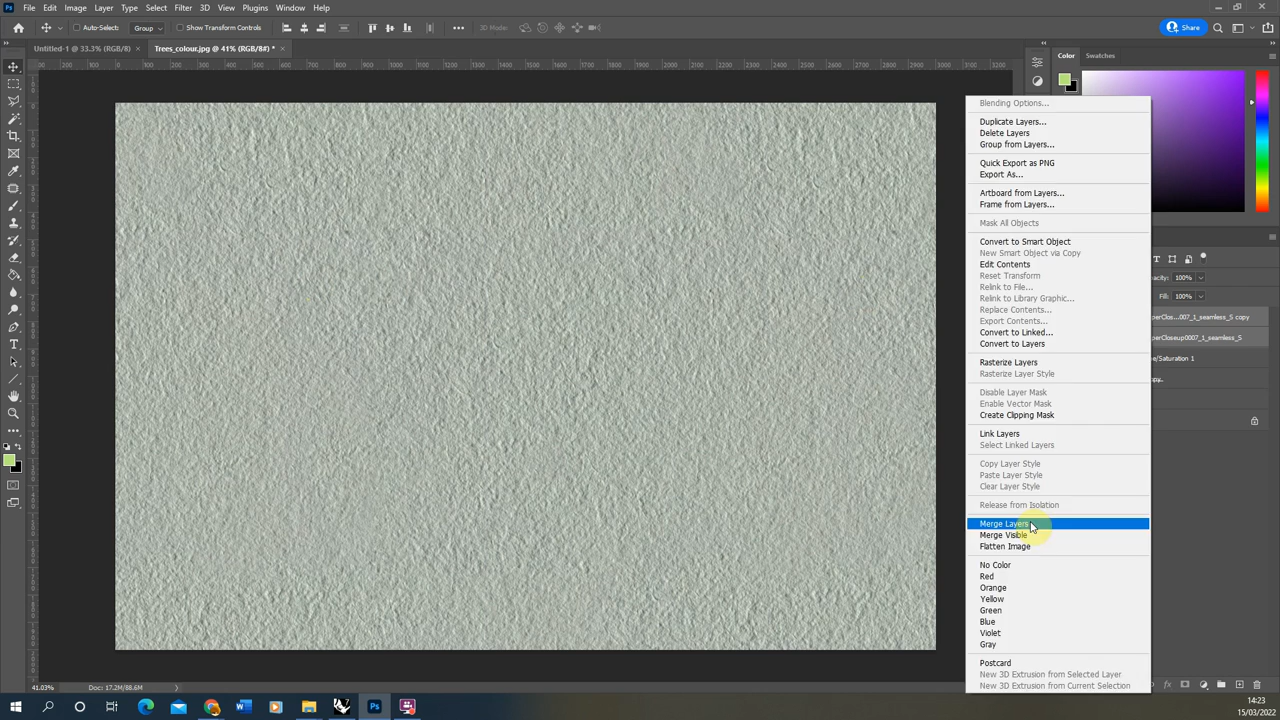 File Edit Image Layer Type Select Filter 3D View Plugins Window Help
Auto-Select: Group Show Transform Controls 3D Mode: Share
Untitled-1 @ 33.3% (RGB/8) × Trees_colour.jpg @ 41% (RGB/8#) * ×
Color Swatches
Blending Options...
Duplicate Layers...
Delete Layers
Group from Layers...
Quick Export as PNG
Export As...
Artboard from Layers...
Frame from Layers...
Mask All Objects
Convert to Smart Object
New Smart Object via Copy
Edit Contents
Reset Transform
Relink to File...
Relink to Library Graphic...
Replace Contents...
Export Contents...
Convert to Linked...
Convert to Layers
Rasterize Layers
Rasterize Layer Style
Disable Layer Mask
Enable Vector Mask
Create Clipping Mask
Link Layers
Select Linked Layers
Copy Layer Style
Paste Layer Style
Clear Layer Style
Release from Isolation
Merge Layers
Merge Visible
Flatten Image
No Color
Red
Orange
Yellow
Green
Blue
Violet
Gray
Postcard
New 3D Extrusion from Selected Layer
New 3D Extrusion from Current Selection
pacity: 100%
Fill: 100%
perClos...007_1_seamless_S copy
perCloseup0007_1_seamless_S
e/Saturation 1
opy
41.03% Doc: 17.2M/88.6M
14:23
15/03/2022